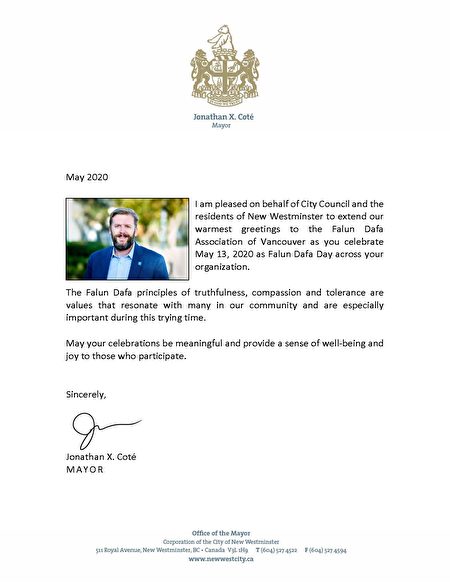 Jonathan X. Coté
Mayor
May 2020
I am pleased on behalf of City Council and the
residents of New Westminster to extend our
warmest greetings to the Falun Dafa
Association of Vancouver as you celebrate
May 13, 2020 as Falun Dafa Day across your
organization.
The Falun Dafa principles of truthfulness, compassion and tolerance are
values that resonate with many in our community and are especially
important during this trying time.
May your celebrations be meaningful and provide a sense of well-being and
joy to those who participate.
Sincerely,
Jonathan X. Coté
MAYOR
Office of the Mayor
Corporation of the City of New Westminster
511 Royal Avenue, New Westminster, BC • Canada V3L 1H9 T (604) 527 4522 F (604) 527 4594
www.newwestcity.ca